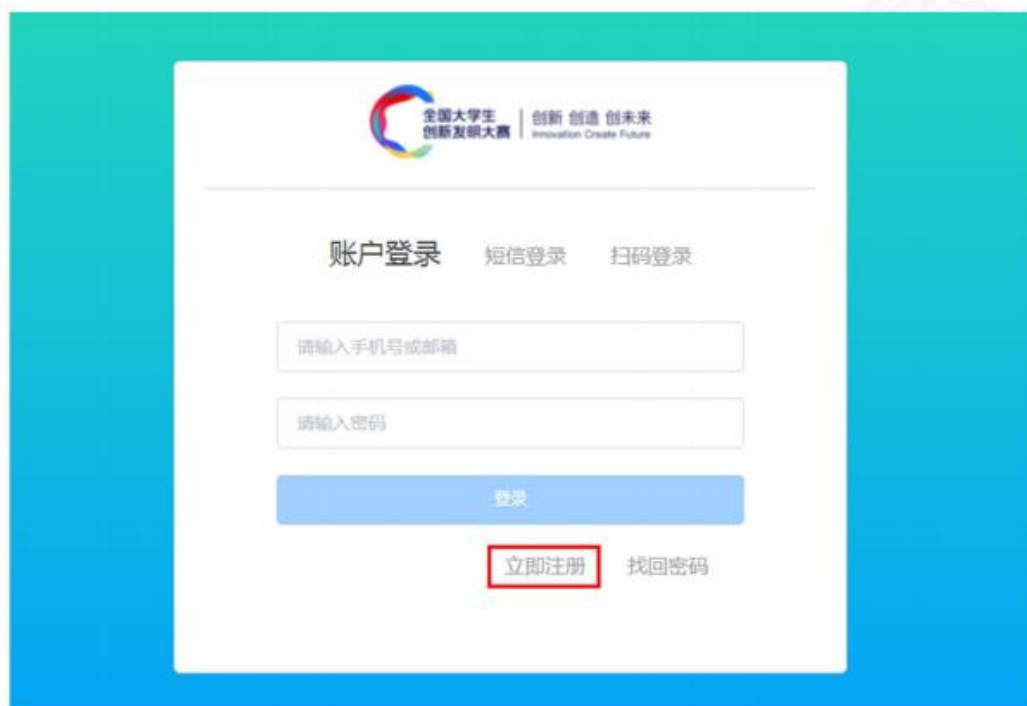 全国大学生
创新发明大赛
创新 创造 创未来
Innovation Create Future
账户登录 短信登录 扫码登录
请输入手机号或邮箱
请输入密码
登录
立即注册 找回密码